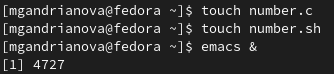 [mgandrianova@fedora ~]$ touch number.c
[mgandrianova@fedora ~]$ touch number.sh
[mgandrianova@fedora ~]$ emacs &
[1] 4727